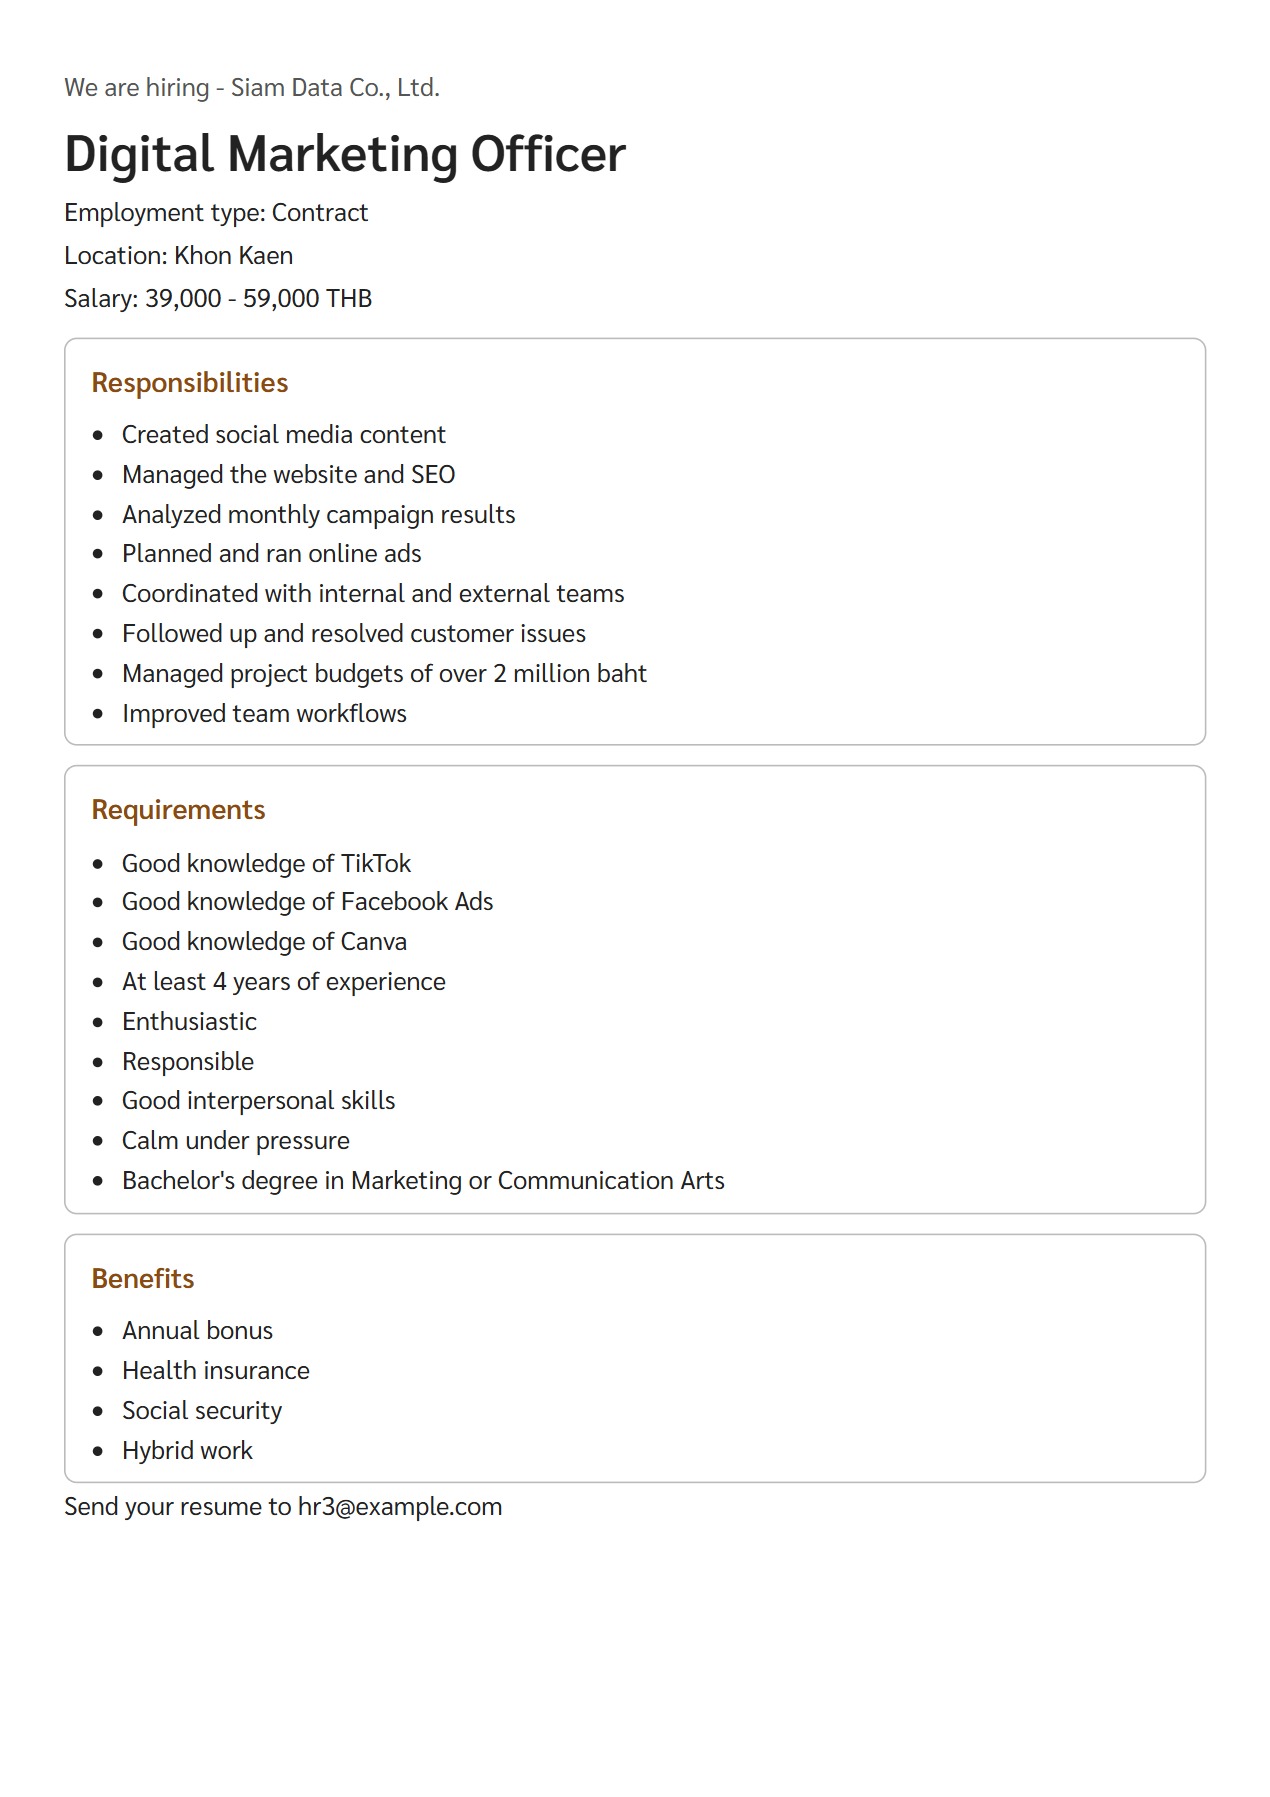 We are hiring - Siam Data Co., Ltd.
Digital Marketing Officer
Employment type: Contract
Location: Khon Kaen
Salary: 39,000 - 59,000 THB
Responsibilities
• Created social media content
• Managed the website and SEO
• Analyzed monthly campaign results
• Planned and ran online ads
• Coordinated with internal and external teams
• Followed up and resolved customer issues
• Managed project budgets of over 2 million baht
• Improved team workflows
Requirements
• Good knowledge of TikTok
• Good knowledge of Facebook Ads
• Good knowledge of Canva
• At least 4 years of experience
• Enthusiastic
• Responsible
• Good interpersonal skills
• Calm under pressure
• Bachelor's degree in Marketing or Communication Arts
Benefits
• Annual bonus
• Health insurance
• Social security
• Hybrid work
Send your resume to hr3@example.com